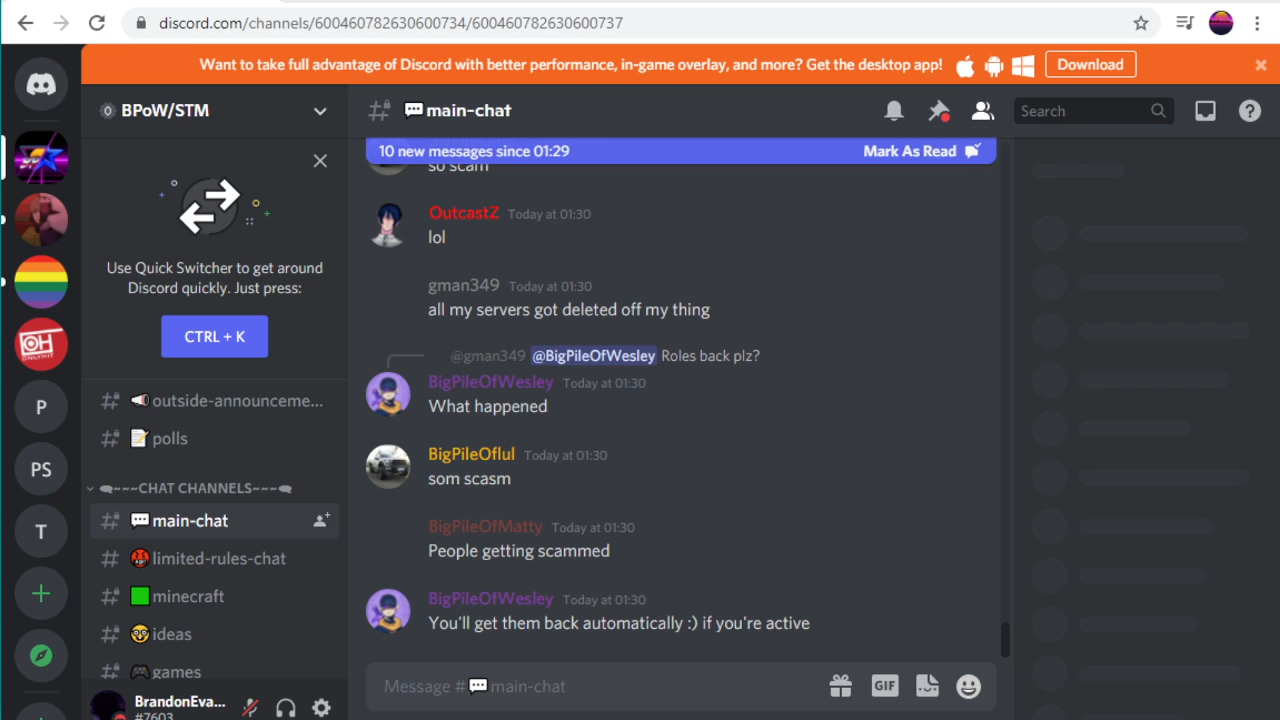 discord.com/channels/600460782630600734/600460782630600737
Want to take full advantage of Discord with better performance, in-game overlay, and more? Get the desktop app! Download
BPoW/STM
main-chat
Search
10 new messages since 01:29 Mark As Read
Use Quick Switcher to get around
Discord quickly. Just press:
CTRL + K
outside-announceme...
polls
~~~CHAT CHANNELS~~~
main-chat
limited-rules-chat
minecraft
ideas
games
BrandonEva...
#7603
P
PS
T
so scam
OutcastZ Today at 01:30
lol
gman349 Today at 01:30
all my servers got deleted off my thing
@gman349 @BigPileOfWesley Roles back plz?
BigPileOfWesley Today at 01:30
What happened
BigPileOflul Today at 01:30
som scasm
BigPileOfMatty Today at 01:30
People getting scammed
BigPileOfWesley Today at 01:30
You'll get them back automatically :) if you're active
Message # main-chat
GIF